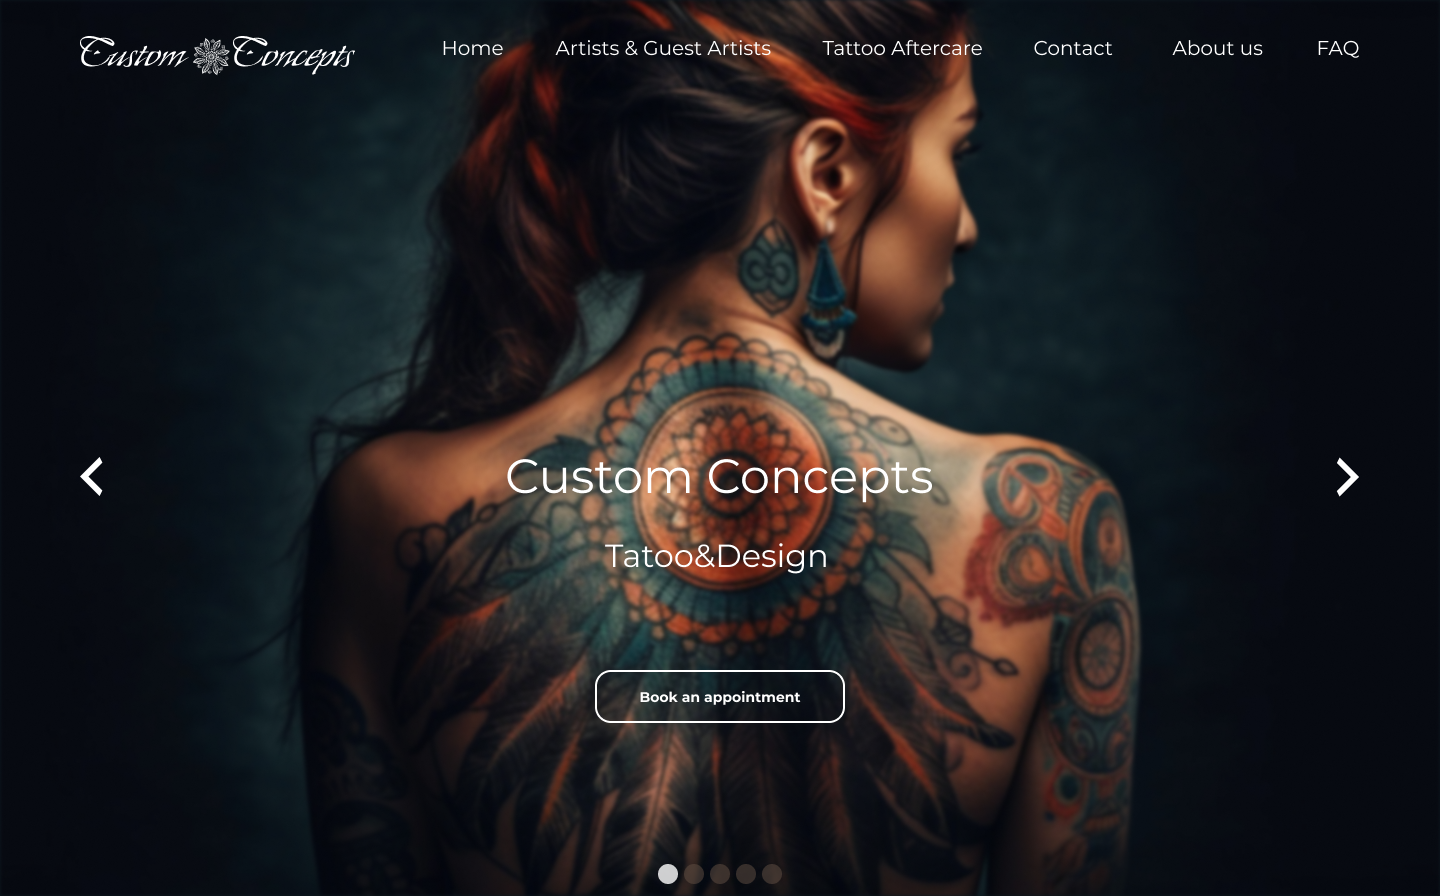 Custom Concepts
Home
Artists & Guest Artists
Tattoo Aftercare
Contact
About us
FAQ
Custom Concepts
Tatoo&Design
Book an appointment